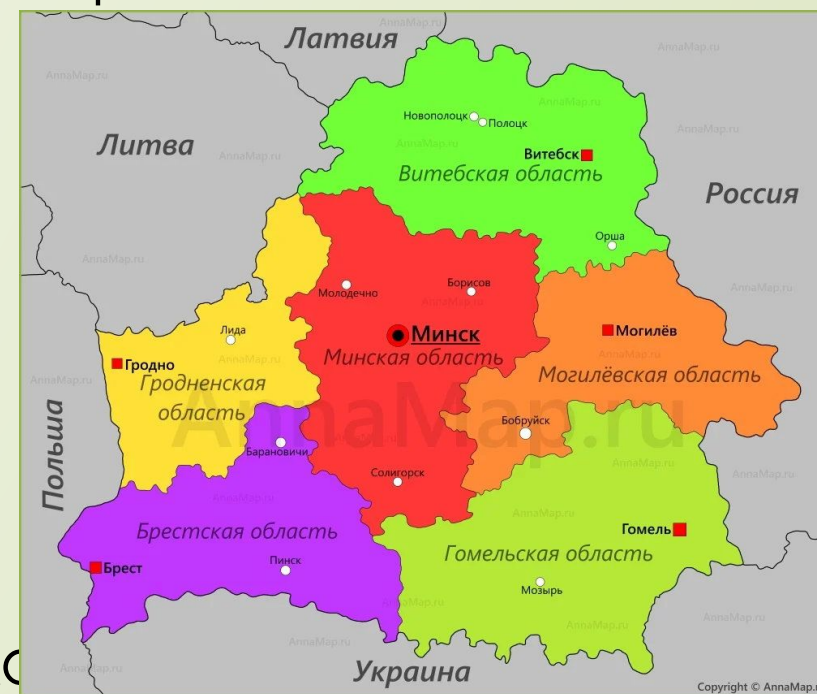 Латвия
Литва
Россия
Польша
Украина
Новополоцк
Полоцк
Витебск
Витебская область
Орша
Молодечно
Борисов
Минск
Минская область
Лида
Гродно
Гродненская
область
Могилёв
Могилёвская область
Бобруйск
Барановичи
Солигорск
Брестская область
Брест
Пинск
Гомель
Гомельская область
Мозырь
AnnaMap.ru
Copyright © AnnaMap.r